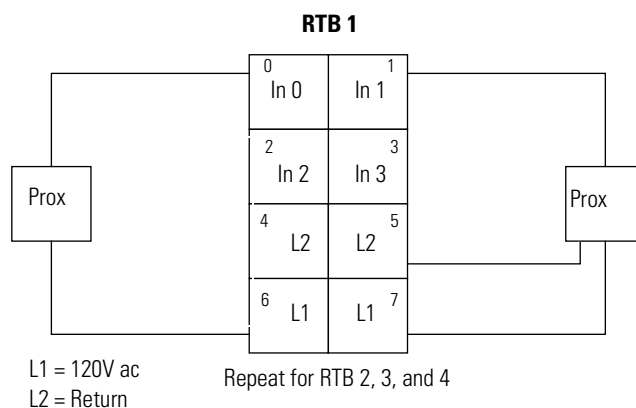 RTB 1
0 1
In 0 In 1
2 3
In 2 In 3
Prox Prox
4 5
L2 L2
6 7
L1 L1
L1 = 120V ac
L2 = Return
Repeat for RTB 2, 3, and 4